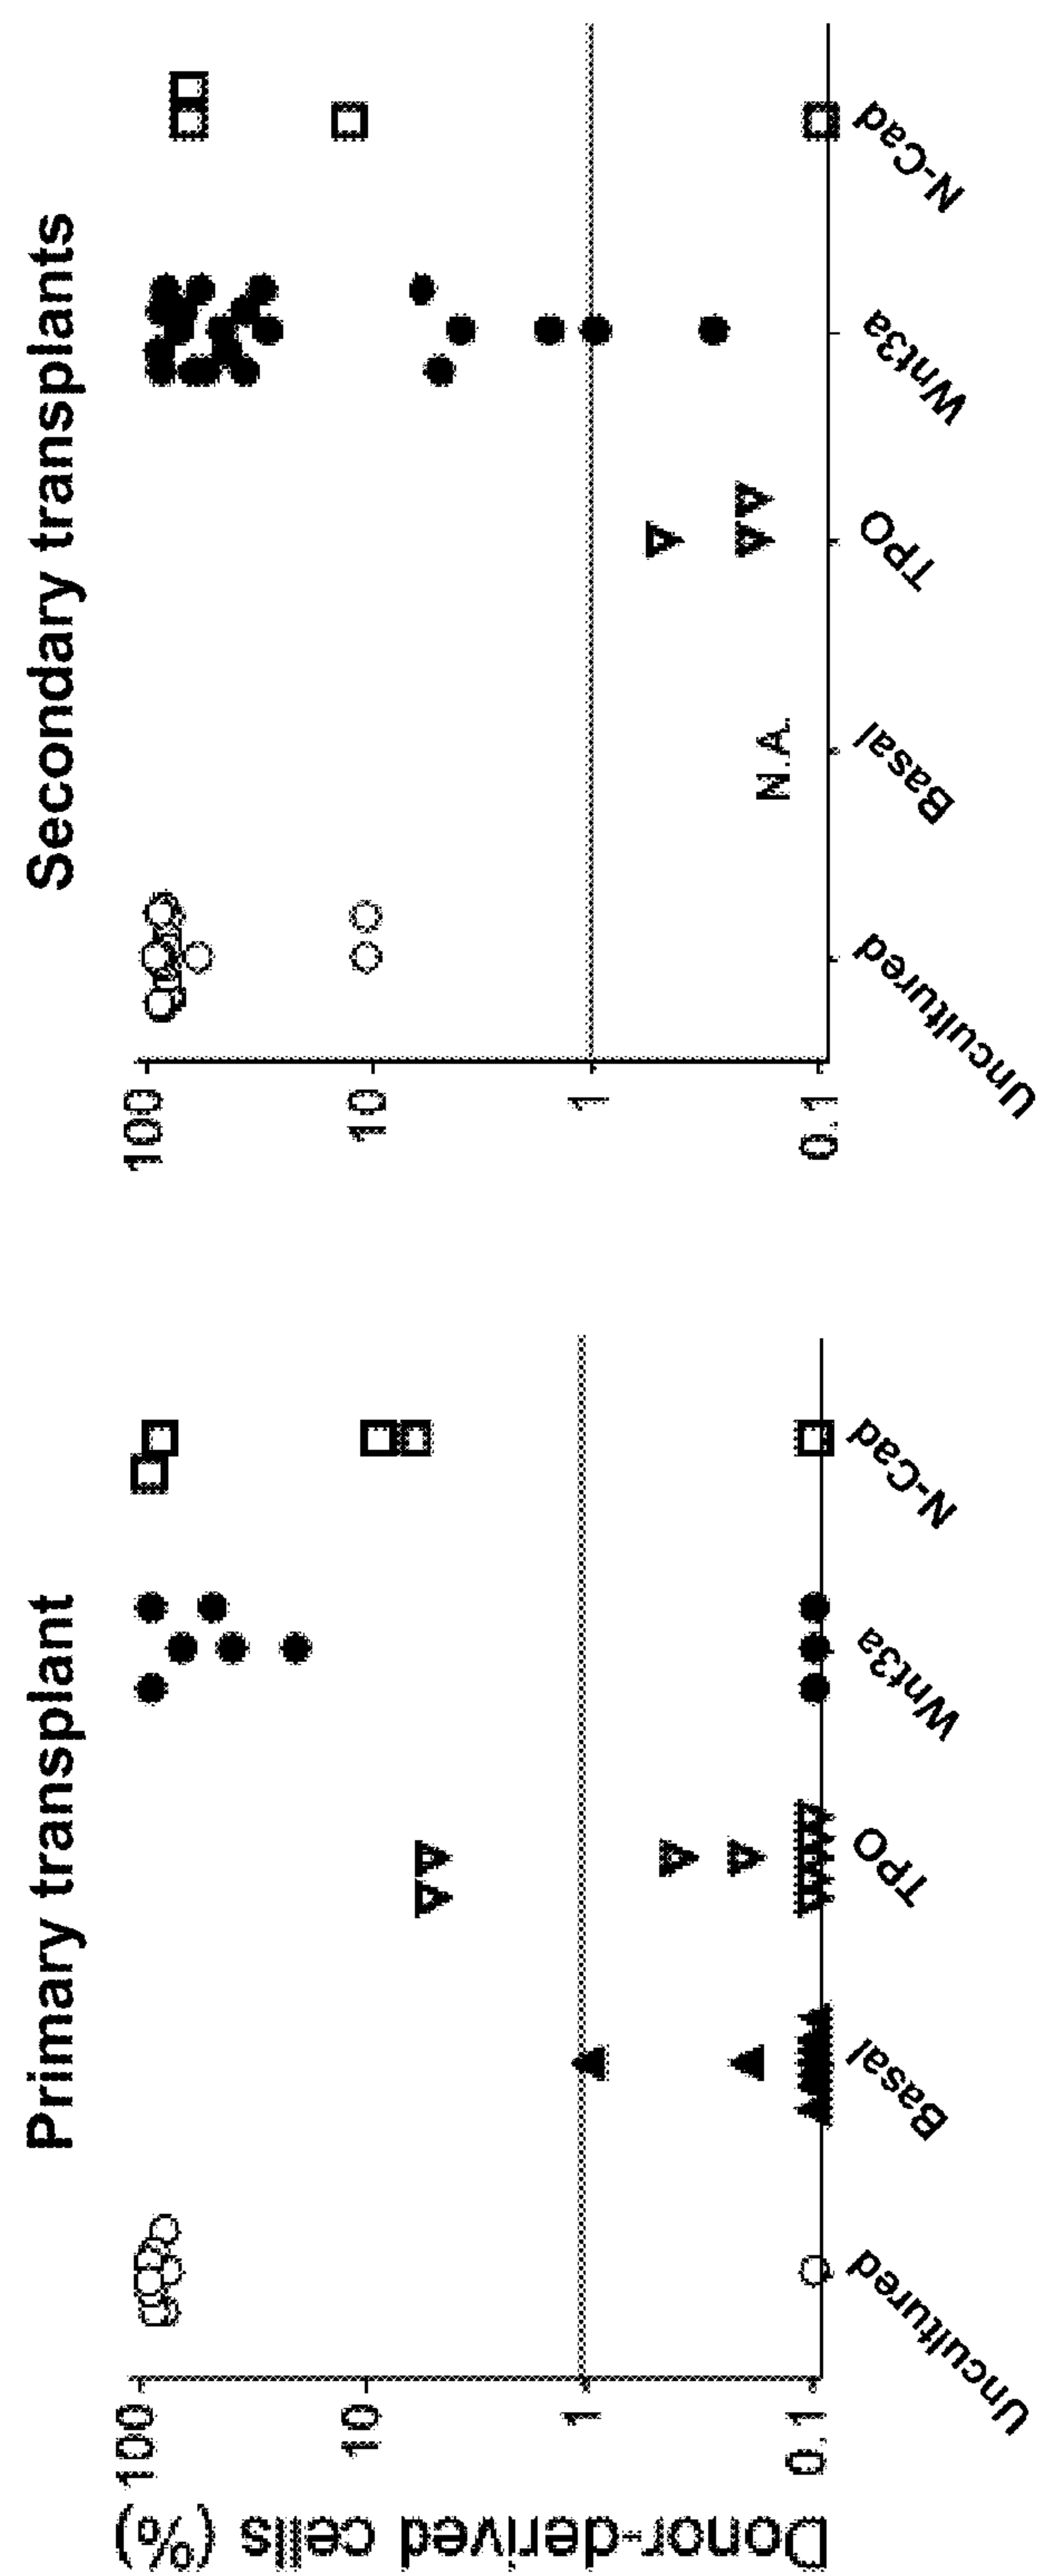 Primary transplant
Donor-derived cells (%)
100
10
1
0.1
Uncultured
Basal
TPO
Wnt3a
N-Cad
Secondary transplants
100
10
1
0.1
N.A.
Uncultured
Basal
TPO
Wnt3a
N-Cad